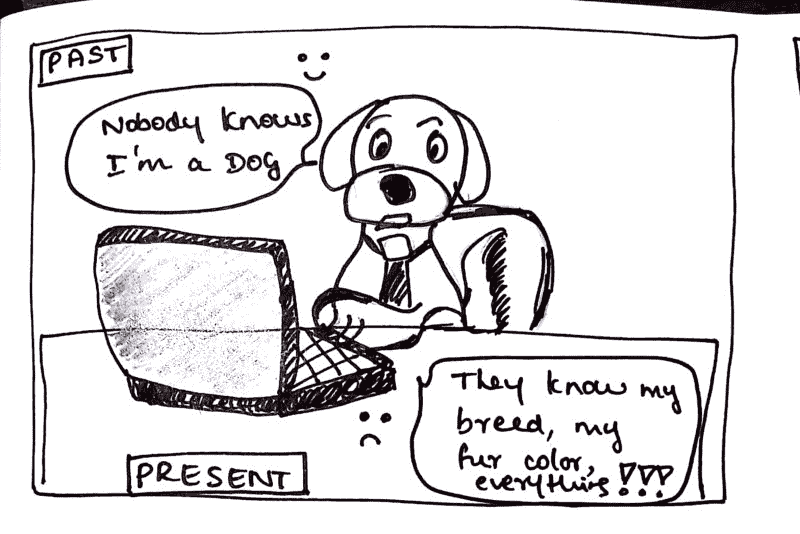 PAST
Nobody knows
I'm a DOG
They know my
breed, my
fur color,
everything!!!
PRESENT